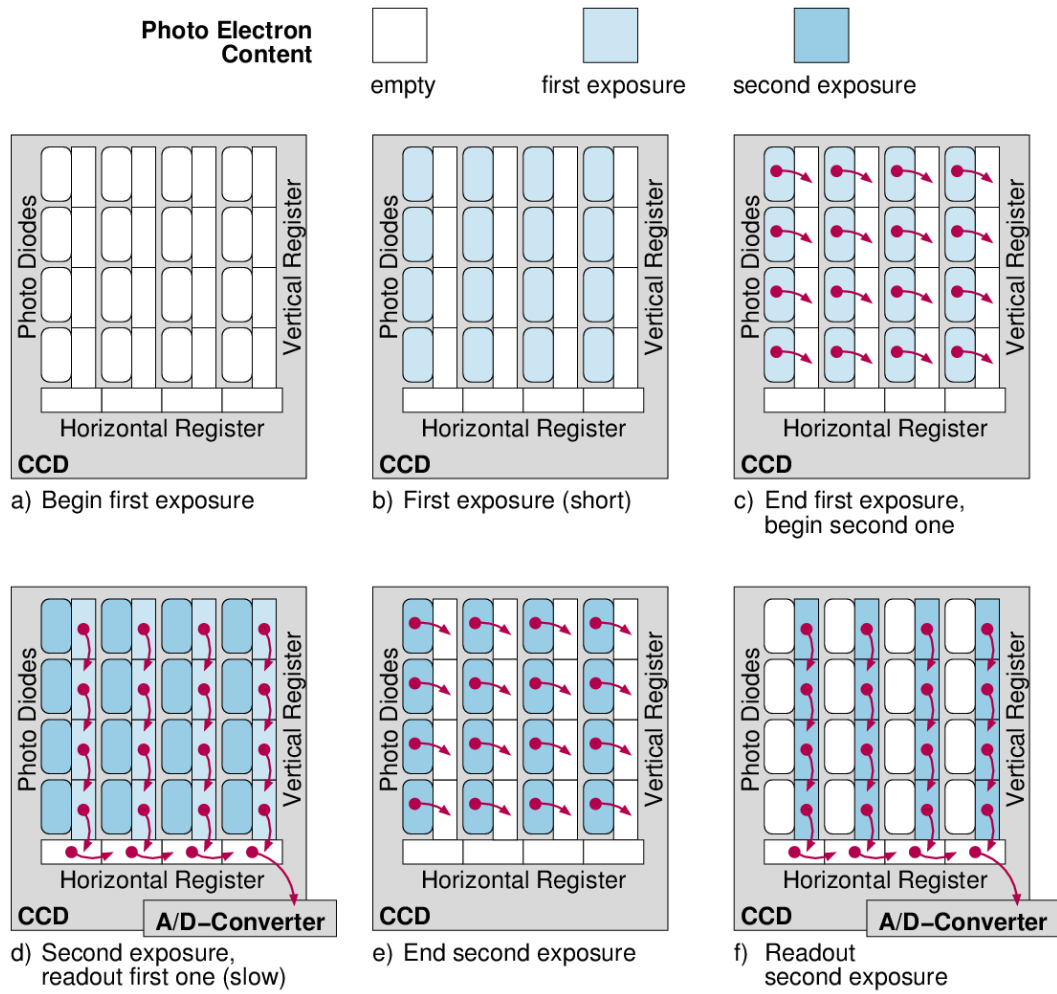 Photo Electron
Content
empty
first exposure
second exposure
Photo Diodes
Vertical Register
Horizontal Register
CCD
a) Begin first exposure
Photo Diodes
Vertical Register
Horizontal Register
CCD
b) First exposure (short)
Photo Diodes
Vertical Register
Horizontal Register
CCD
c) End first exposure,
begin second one
Photo Diodes
Vertical Register
Horizontal Register
CCD
A/D−Converter
d) Second exposure,
readout first one (slow)
Photo Diodes
Vertical Register
Horizontal Register
CCD
e) End second exposure
Photo Diodes
Vertical Register
Horizontal Register
CCD
A/D−Converter
f) Readout
second exposure